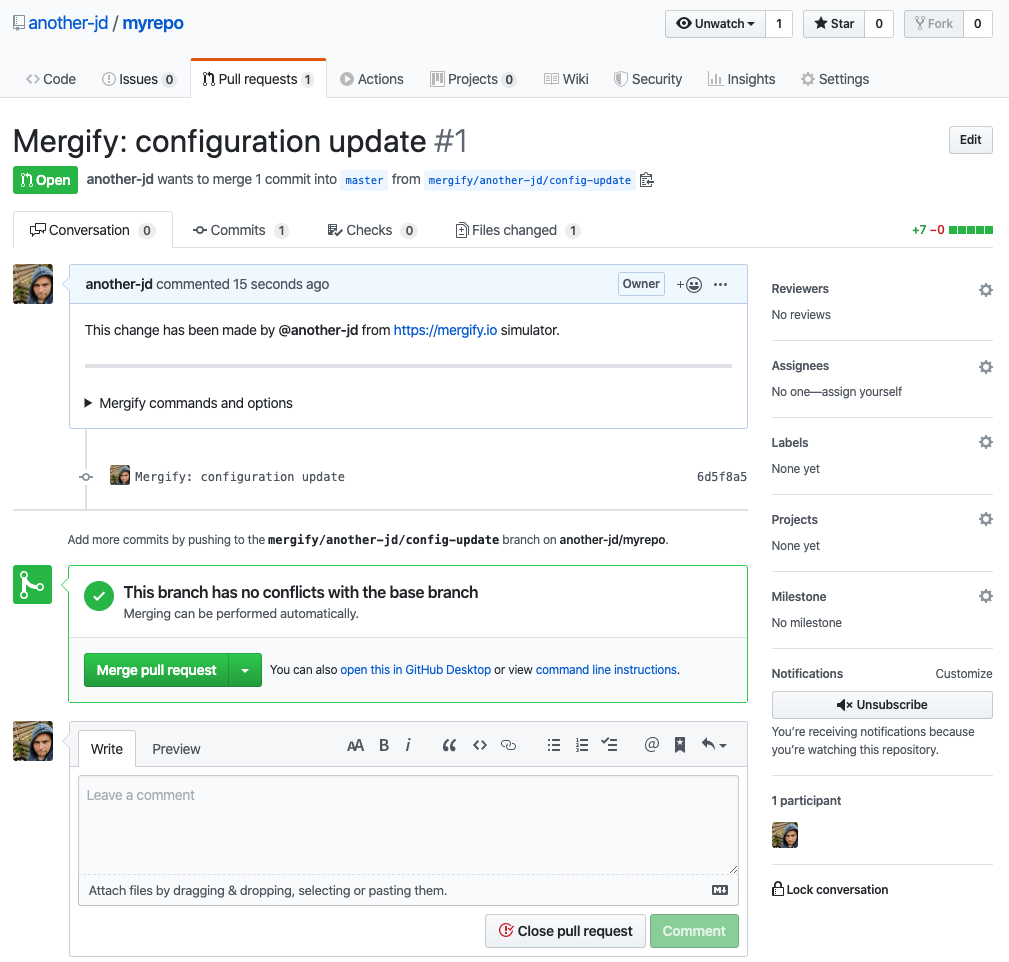 another-jd / myrepo
Unwatch 1 Star 0 Fork 0
Code Issues 0 Pull requests 1 Actions Projects 0 Wiki Security Insights Settings
Mergify: configuration update #1
Edit
Open another-jd wants to merge 1 commit into master from mergify/another-jd/config-update
Conversation 0 Commits 1 Checks 0 Files changed 1 +7 −0
another-jd commented 15 seconds ago Owner
This change has been made by @another-jd from https://mergify.io simulator.
Mergify commands and options
Mergify: configuration update 6d5f8a5
Add more commits by pushing to the mergify/another-jd/config-update branch on another-jd/myrepo.
This branch has no conflicts with the base branch
Merging can be performed automatically.
Merge pull request You can also open this in GitHub Desktop or view command line instructions.
Write Preview AA B i
Leave a comment
Attach files by dragging & dropping, selecting or pasting them.
Close pull request Comment
Reviewers
No reviews
Assignees
No one—assign yourself
Labels
None yet
Projects
None yet
Milestone
No milestone
Notifications Customize
Unsubscribe
You’re receiving notifications because
you’re watching this repository.
1 participant
Lock conversation